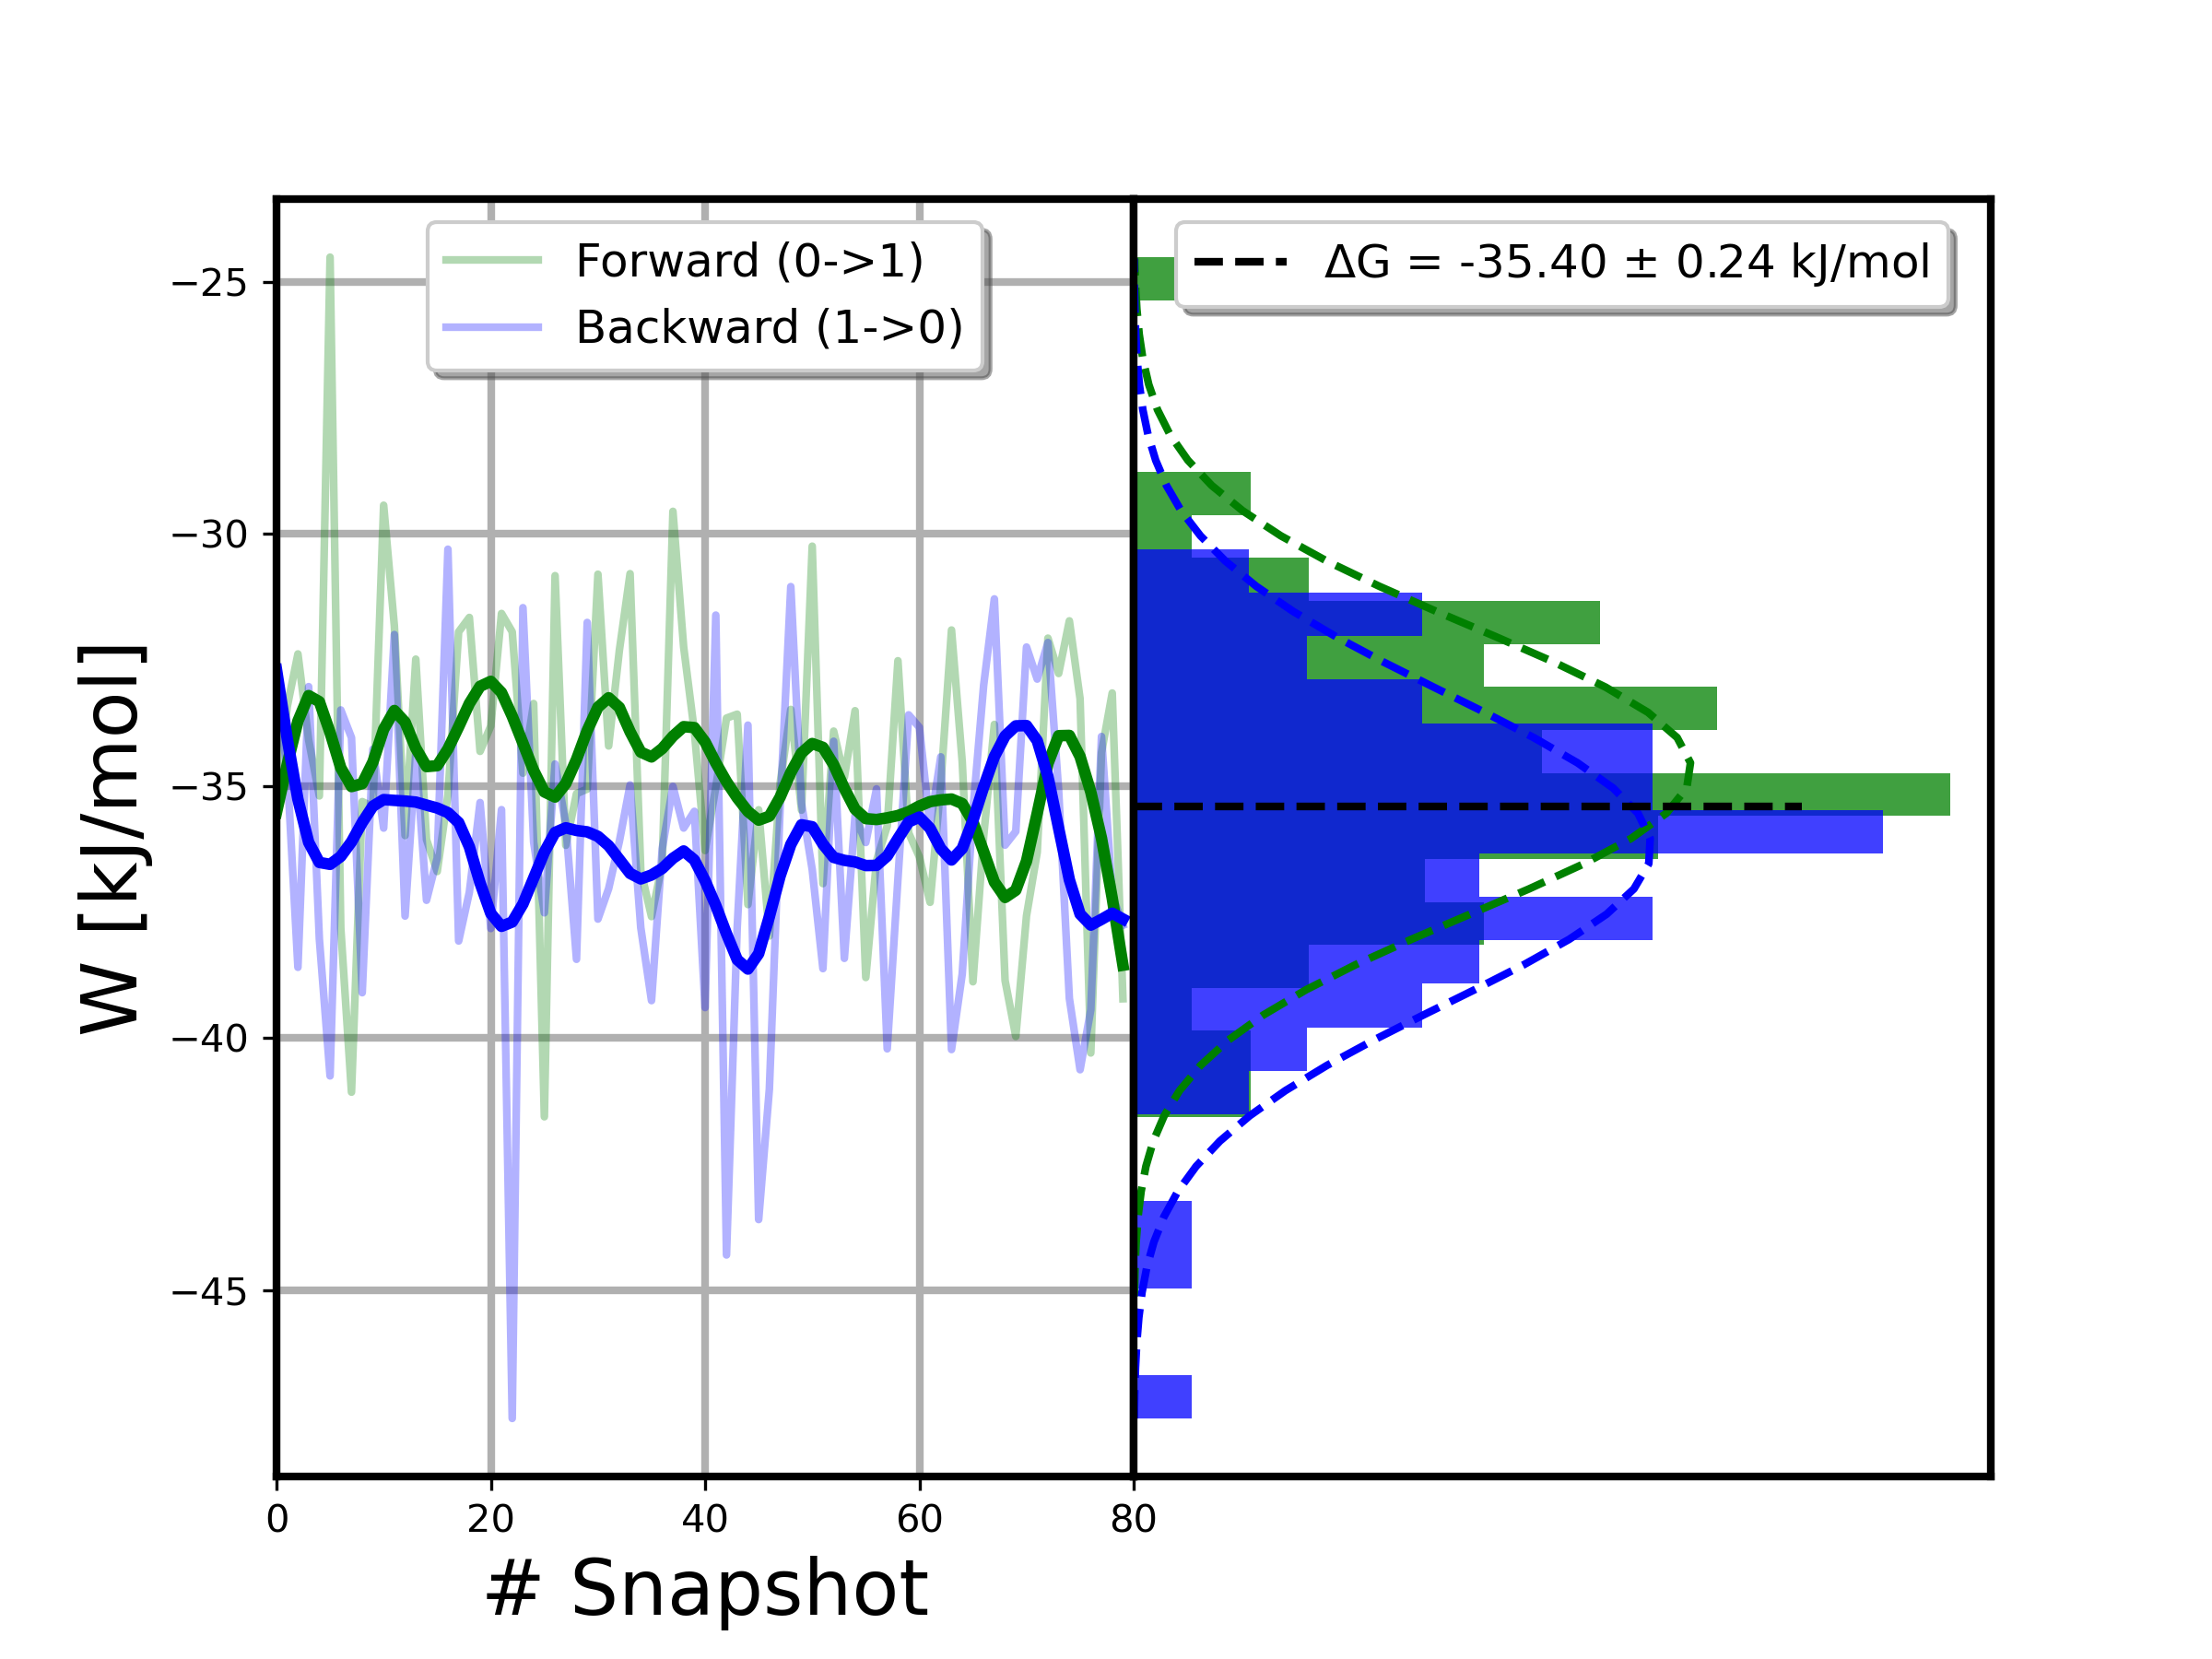 Forward (0->1)
Backward (1->0)
ΔG = -35.40 ± 0.24 kJ/mol
W [kJ/mol]
−25
−30
−35
−40
−45
0 20 40 60 80
# Snapshot